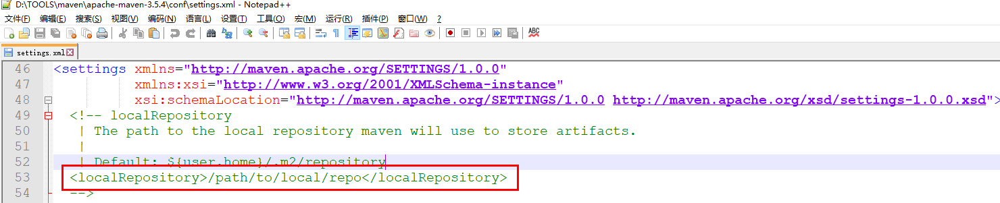 D:\TOOLS\maven\apache-maven-3.5.4\conf\settings.xml - Notepad++
文件(F) 编辑(E) 搜索(S) 视图(V) 编码(N) 语言(L) 设置(T) 工具(O) 宏(M) 运行(R) 插件(P) 窗口(W) ?
settings.xml
46 <settings xmlns="http://maven.apache.org/SETTINGS/1.0.0"
47 xmlns:xsi="http://www.w3.org/2001/XMLSchema-instance"
48 xsi:schemaLocation="http://maven.apache.org/SETTINGS/1.0.0 http://maven.apache.org/xsd/settings-1.0.0.xsd">
49 <!-- localRepository
50 | The path to the local repository maven will use to store artifacts.
51 |
52 | Default: ${user.home}/.m2/repository
53 <localRepository>/path/to/local/repo</localRepository>
54 -->